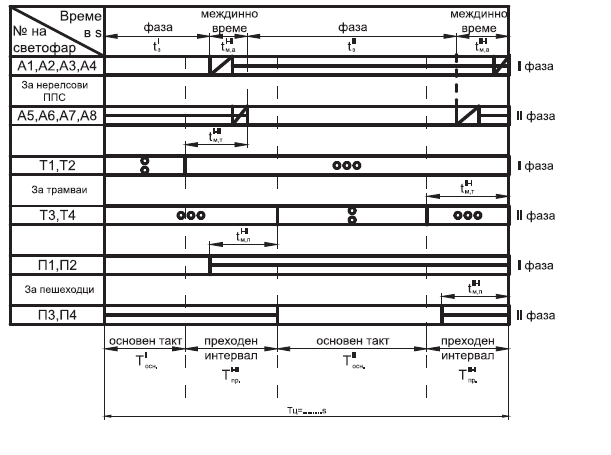 Време
в s
№ на
светофар
фаза
t з I
междинно
време
t м,а I-II
фаза
t з II
междинно
време
t м,а II-I
А1,А2,А3,А4
I фаза
За нерелсови
ППС
А5,А6,А7,А8
II фаза
t м,т I-II
Т1,Т2
I фаза
За трамваи
t м,т II-I
Т3,Т4
II фаза
t м,п I-II
П1,П2
I фаза
За пешеходци
t м,п II-I
П3,П4
II фаза
основен такт
T осн. I
преходен
интервал
T пр. I-II
основен такт
T осн. II
преходен
интервал
T пр. II-I
Тц=........s